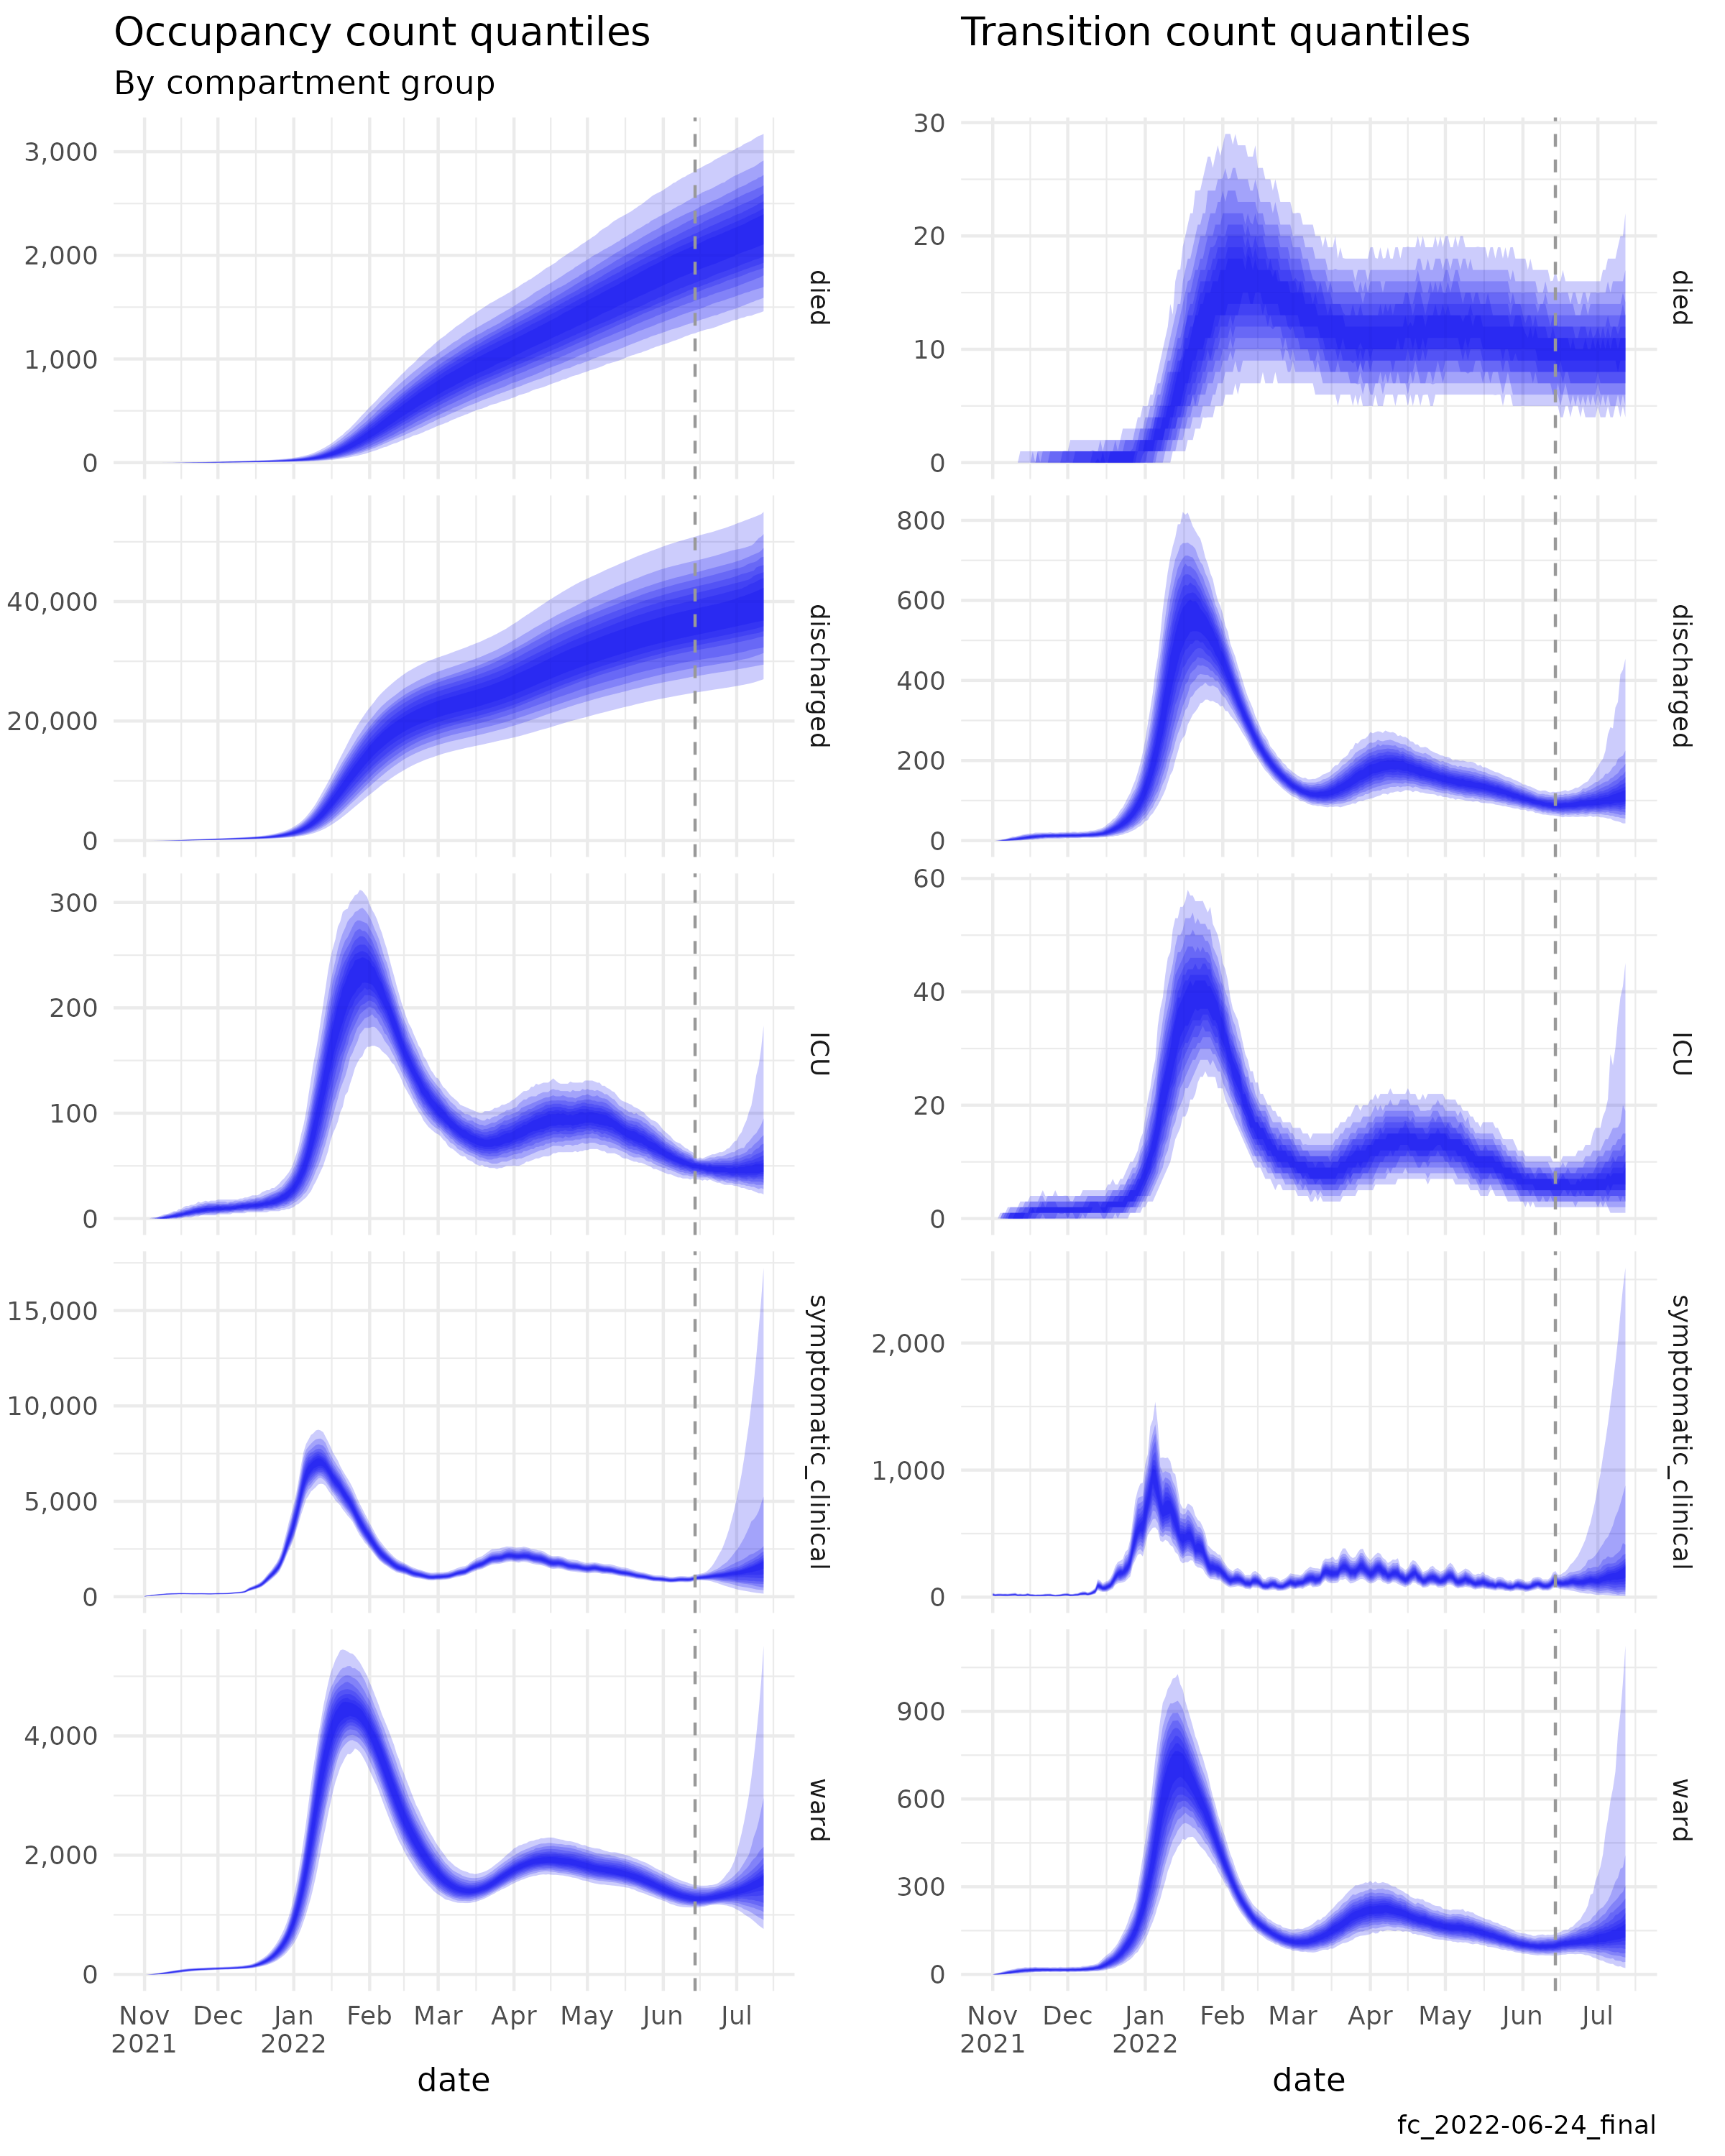 Occupancy count quantiles
By compartment group
3,000
2,000
1,000
0
died
40,000
20,000
0
discharged
300
200
100
0
ICU
15,000
10,000
5,000
0
symptomatic_clinical
4,000
2,000
0
ward
Nov Dec Jan Feb Mar Apr May Jun Jul
2021 2022
date
Transition count quantiles
30
20
10
0
died
800
600
400
200
0
discharged
60
40
20
0
ICU
2,000
1,000
0
symptomatic_clinical
900
600
300
0
ward
Nov Dec Jan Feb Mar Apr May Jun Jul
2021 2022
date
fc_2022-06-24_final